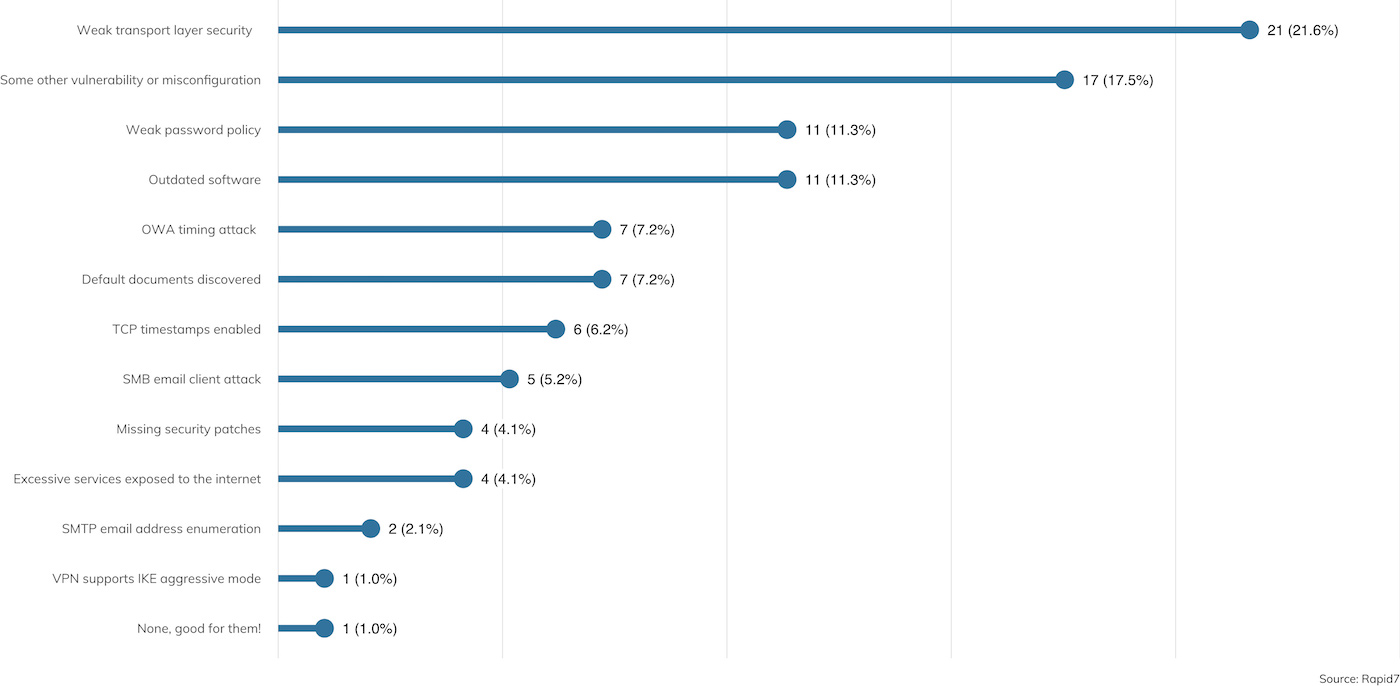 Weak transport layer security 21 (21.6%)
Some other vulnerability or misconfiguration 17 (17.5%)
Weak password policy 11 (11.3%)
Outdated software 11 (11.3%)
OWA timing attack 7 (7.2%)
Default documents discovered 7 (7.2%)
TCP timestamps enabled 6 (6.2%)
SMB email client attack 5 (5.2%)
Missing security patches 4 (4.1%)
Excessive services exposed to the internet 4 (4.1%)
SMTP email address enumeration 2 (2.1%)
VPN supports IKE aggressive mode 1 (1.0%)
None, good for them! 1 (1.0%)
Source: Rapid7